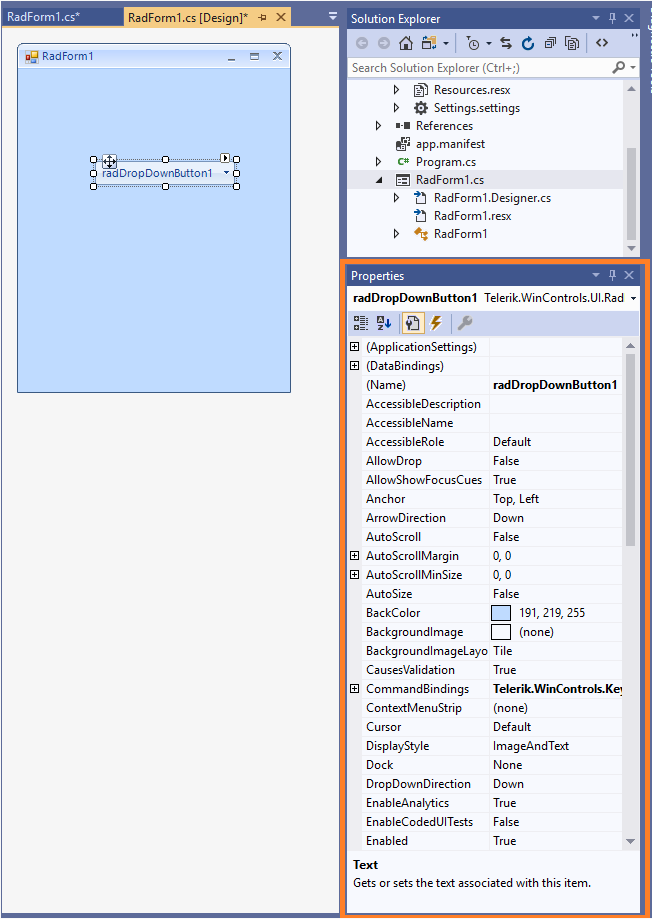 RadForm1.cs*
RadForm1.cs [Design]*
RadForm1
radDropDownButton1
Solution Explorer
Search Solution Explorer (Ctrl+;)
Resources.resx
Settings.settings
References
app.manifest
C# Program.cs
RadForm1.cs
RadForm1.Designer.cs
RadForm1.resx
RadForm1
Properties
radDropDownButton1 Telerik.WinControls.UI.Rad
(ApplicationSettings)
(DataBindings)
(Name) radDropDownButton1
AccessibleDescription
AccessibleName
AccessibleRole Default
AllowDrop False
AllowShowFocusCues True
Anchor Top, Left
ArrowDirection Down
AutoScroll False
AutoScrollMargin 0, 0
AutoScrollMinSize 0, 0
AutoSize False
BackColor 191, 219, 255
BackgroundImage (none)
BackgroundImageLayo Tile
CausesValidation True
CommandBindings Telerik.WinControls.Key
ContextMenuStrip (none)
Cursor Default
DisplayStyle ImageAndText
Dock None
DropDownDirection Down
EnableAnalytics True
EnableCodedUITests False
Enabled True
Text
Gets or sets the text associated with this item.